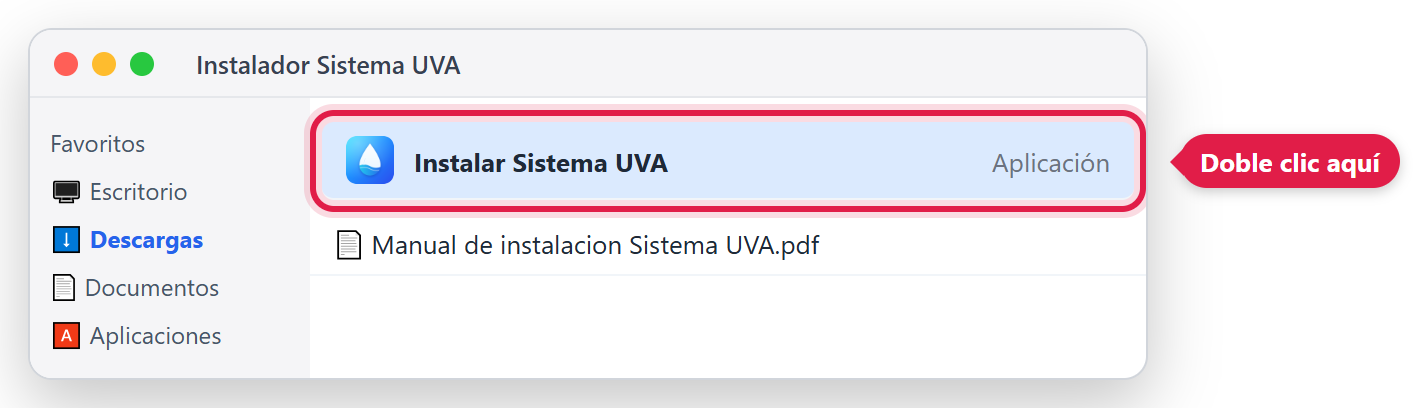 Instalador Sistema UVA
Favoritos
Escritorio
Descargas
Documentos
A Aplicaciones
Instalar Sistema UVA Aplicación
Manual de instalacion Sistema UVA.pdf
Doble clic aquí